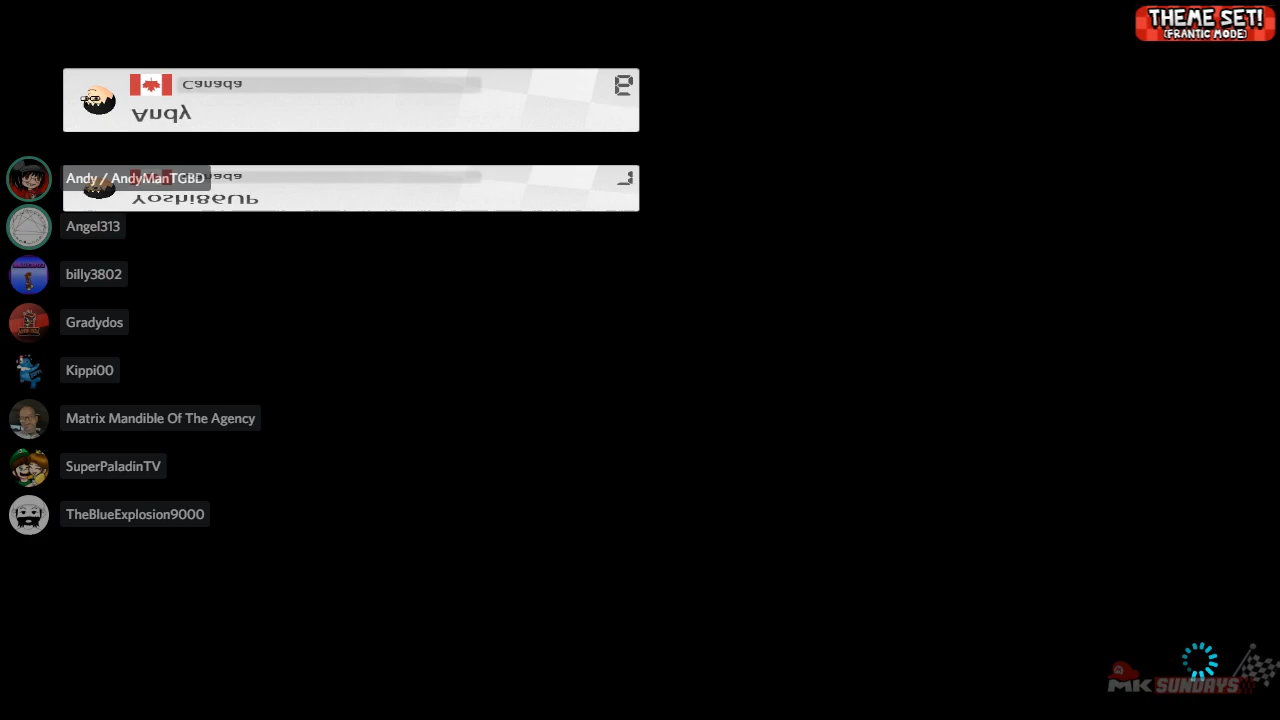 THEME SET!
(FRANTIC MODE)
Canada
Andy
Andy / AndyManTGBD
Yoshi86UP
Angel313
billy3802
Gradydos
Kippi00
Matrix Mandible Of The Agency
SuperPaladinTV
TheBlueExplosion9000
MK SUNDAYS